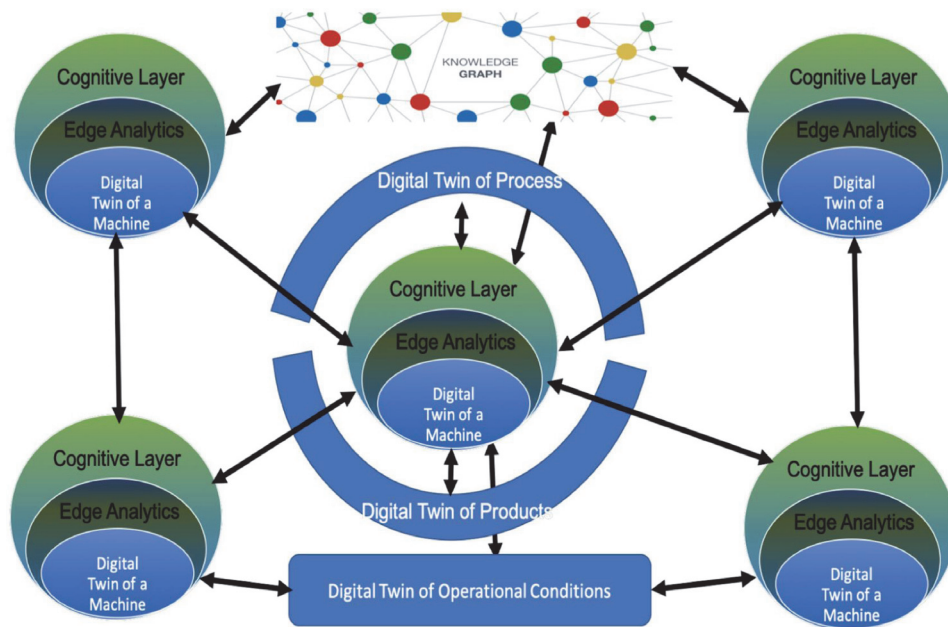 KNOWLEDGE
GRAPH
Cognitive Layer
Edge Analytics
Digital
Twin of a
Machine
Cognitive Layer
Edge Analytics
Digital
Twin of a
Machine
Digital Twin of Process
Cognitive Layer
Edge Analytics
Digital
Twin of a
Machine
Digital Twin of Products
Cognitive Layer
Edge Analytics
Digital
Twin of a
Machine
Cognitive Layer
Edge Analytics
Digital
Twin of a
Machine
Digital Twin of Operational Conditions